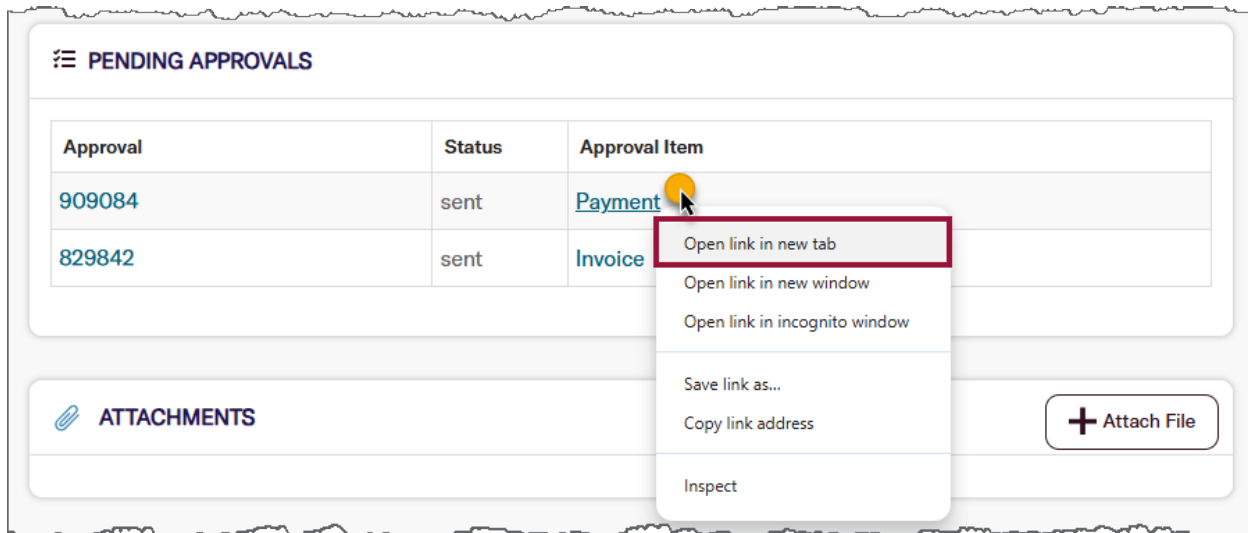 PENDING APPROVALS
Approval Status Approval Item
909084 sent Payment
829842 sent Invoice
Open link in new tab
Open link in new window
Open link in incognito window
Save link as...
Copy link address
Inspect
ATTACHMENTS
Attach File